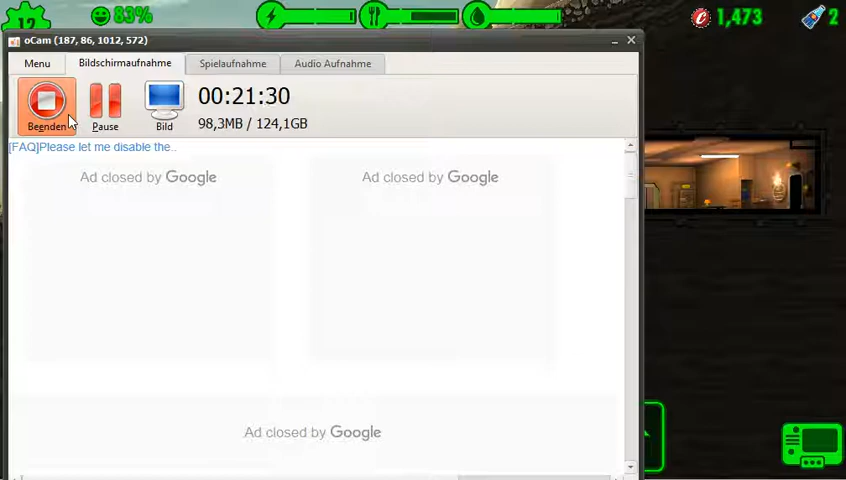 12
83%
1,473
2
oCam (187, 86, 1012, 572)
Menu
Bildschirmaufnahme
Spielaufnahme
Audio Aufnahme
Beenden
Pause
Bild
00:21:30
98,3MB / 124,1GB
[FAQ]Please let me disable the..
Ad closed by Google
Ad closed by Google
Ad closed by Google